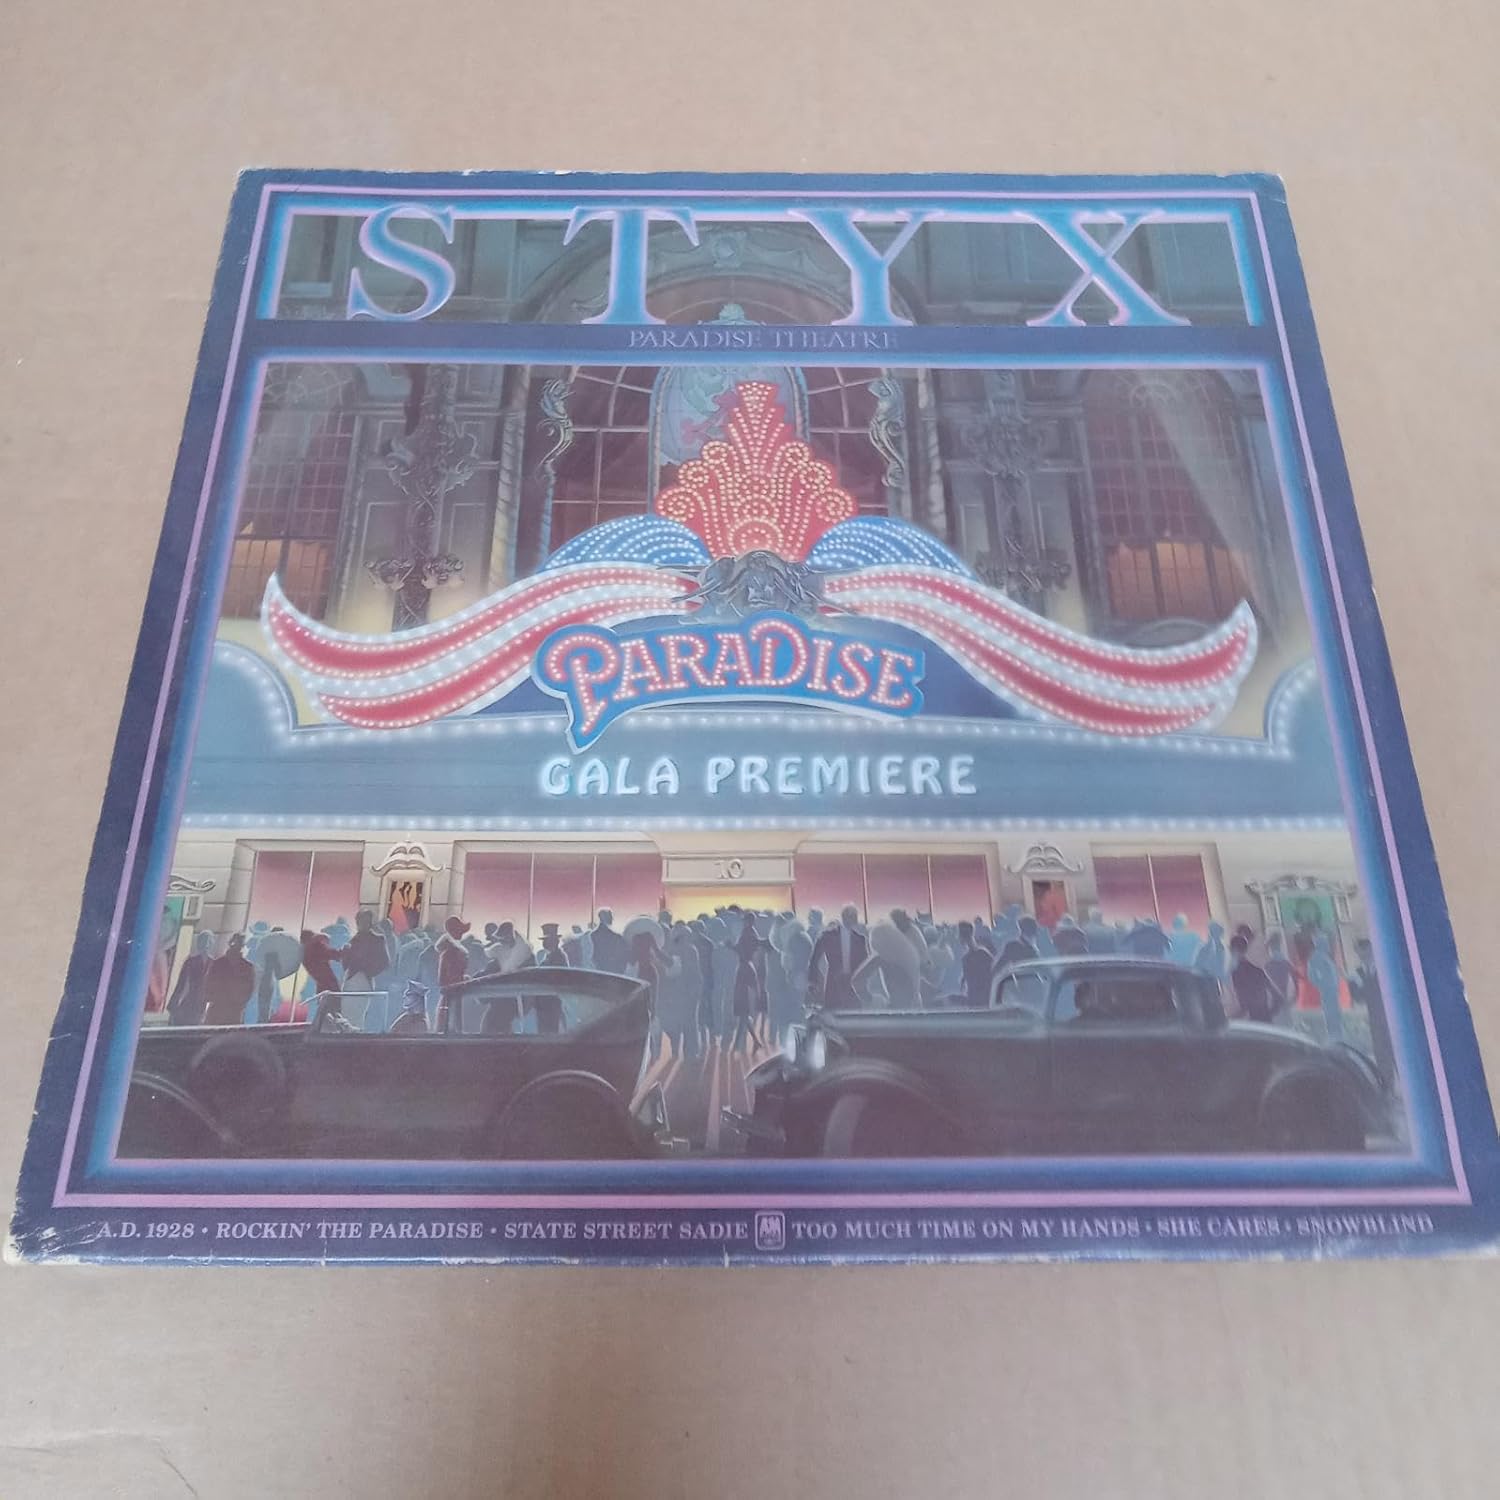 STYX
PARADISE THEATRE
PARADISE
GALA PREMIERE
10
A.D. 1928 • ROCKIN' THE PARADISE • STATE STREET SADIE A&M TOO MUCH TIME ON MY HANDS • SHE CARES • SNOWBLIND